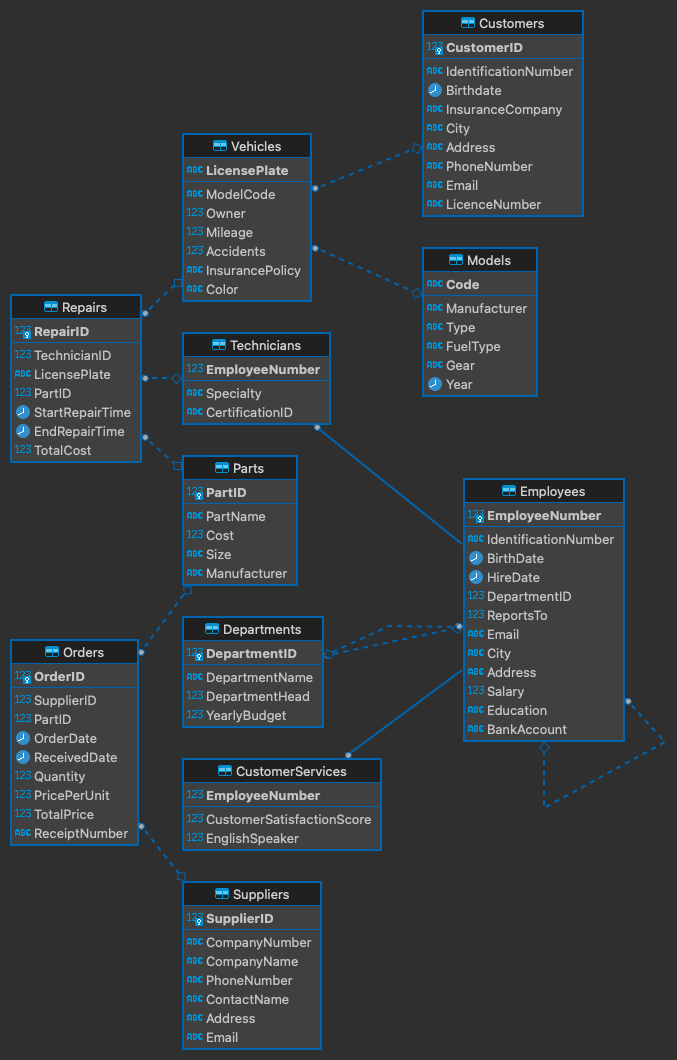 Customers
123 CustomerID
ABC IdentificationNumber
Birthdate
ABC InsuranceCompany
ABC City
ABC Address
ABC PhoneNumber
ABC Email
ABC LicenceNumber
Vehicles
ABC LicensePlate
ABC ModelCode
123 Owner
123 Mileage
123 Accidents
ABC InsurancePolicy
ABC Color
Models
ABC Code
ABC Manufacturer
ABC Type
ABC FuelType
ABC Gear
Year
Repairs
123 RepairID
123 TechnicianID
ABC LicensePlate
123 PartID
StartRepairTime
EndRepairTime
123 TotalCost
Technicians
123 EmployeeNumber
ABC Specialty
ABC CertificationID
Parts
123 PartID
ABC PartName
123 Cost
ABC Size
ABC Manufacturer
Employees
123 EmployeeNumber
ABC IdentificationNumber
BirthDate
HireDate
123 DepartmentID
123 ReportsTo
ABC Email
ABC City
ABC Address
123 Salary
ABC Education
ABC BankAccount
Departments
123 DepartmentID
ABC DepartmentName
123 DepartmentHead
123 YearlyBudget
Orders
123 OrderID
123 SupplierID
123 PartID
OrderDate
ReceivedDate
123 Quantity
123 PricePerUnit
123 TotalPrice
ABC ReceiptNumber
CustomerServices
123 EmployeeNumber
123 CustomerSatisfactionScore
123 EnglishSpeaker
Suppliers
123 SupplierID
ABC CompanyNumber
ABC CompanyName
ABC PhoneNumber
ABC ContactName
ABC Address
ABC Email